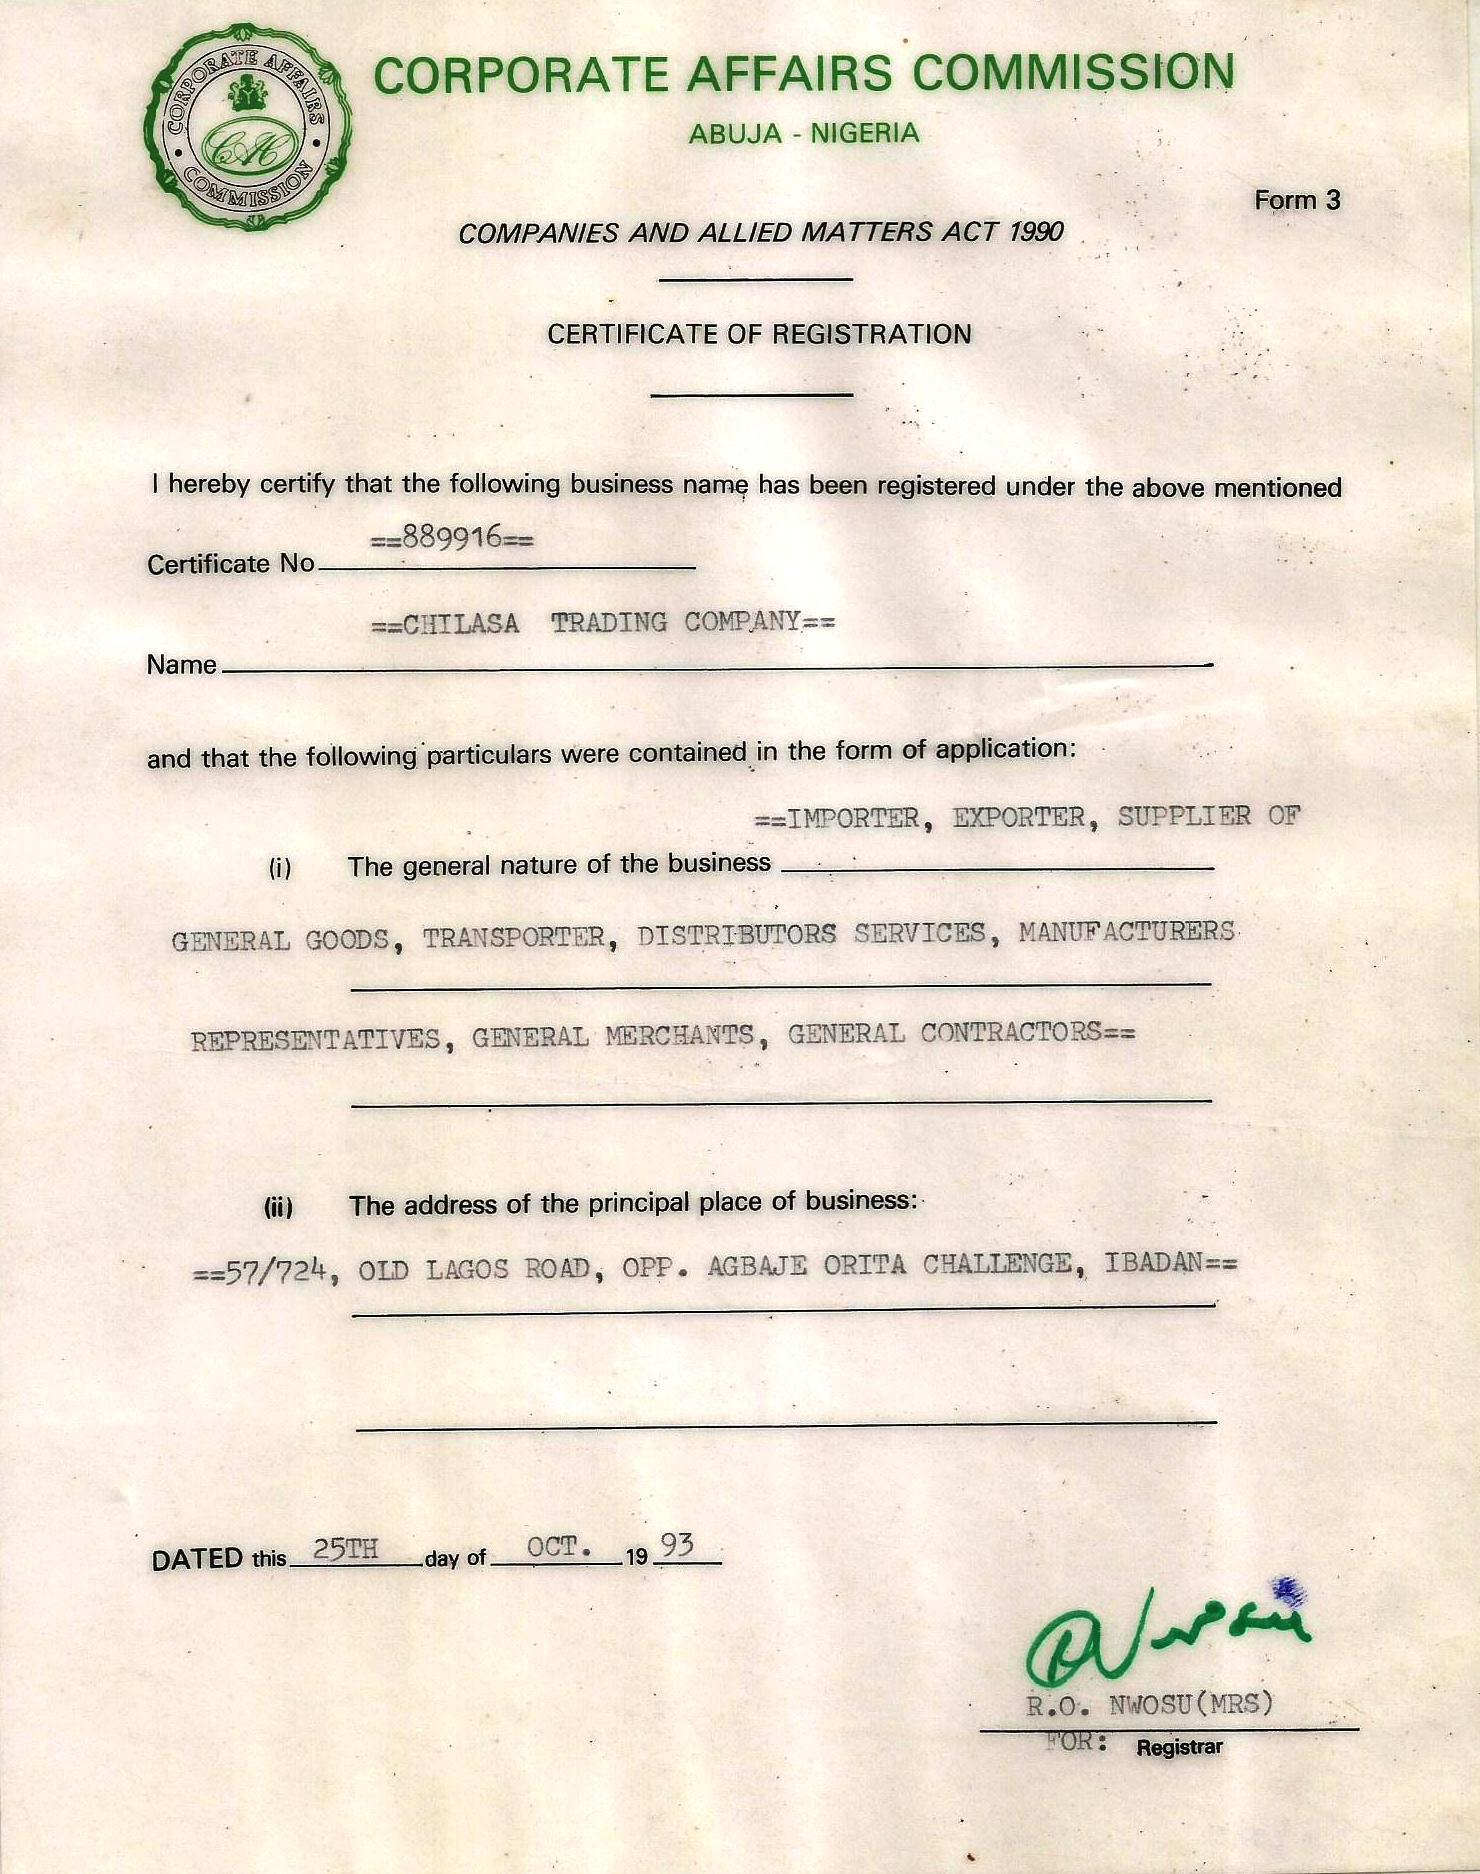 CORPORATE AFFAIRS COMMISSION
CAC
CORPORATE AFFAIRS COMMISSION
ABUJA - NIGERIA
Form 3
COMPANIES AND ALLIED MATTERS ACT 1990
CERTIFICATE OF REGISTRATION
I hereby certify that the following business name has been registered under the above mentioned
==889916==
Certificate No
==CHILASA TRADING COMPANY==
Name
and that the following particulars were contained in the form of application:
==IMPORTER, EXPORTER, SUPPLIER OF
(i) The general nature of the business
GENERAL GOODS, TRANSPORTER, DISTRIBUTORS SERVICES, MANUFACTURERS
REPRESENTATIVES, GENERAL MERCHANTS, GENERAL CONTRACTORS==
(ii) The address of the principal place of business:
==57/724, OLD LAGOS ROAD, OPP. AGBAJE ORITA CHALLENGE, IBADAN==
DATED this 25TH day of OCT. 19 93
RNwosu
R.O. NWOSU(MRS)
FOR: Registrar